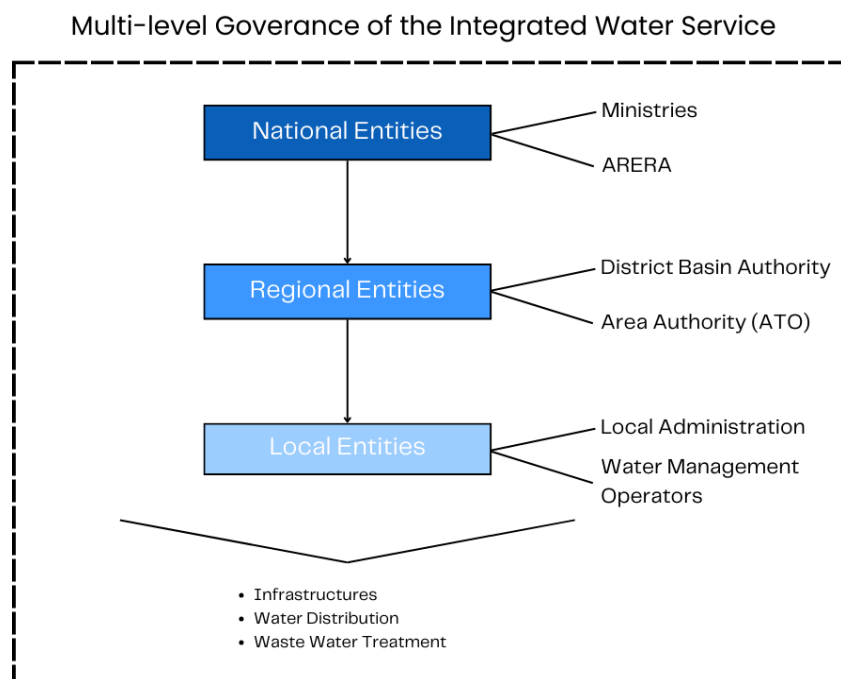 Multi-level Goverance of the Integrated Water Service
National Entities
Ministries
ARERA
Regional Entities
District Basin Authority
Area Authority (ATO)
Local Entities
Local Administration
Water Management
Operators
• Infrastructures
• Water Distribution
• Waste Water Treatment